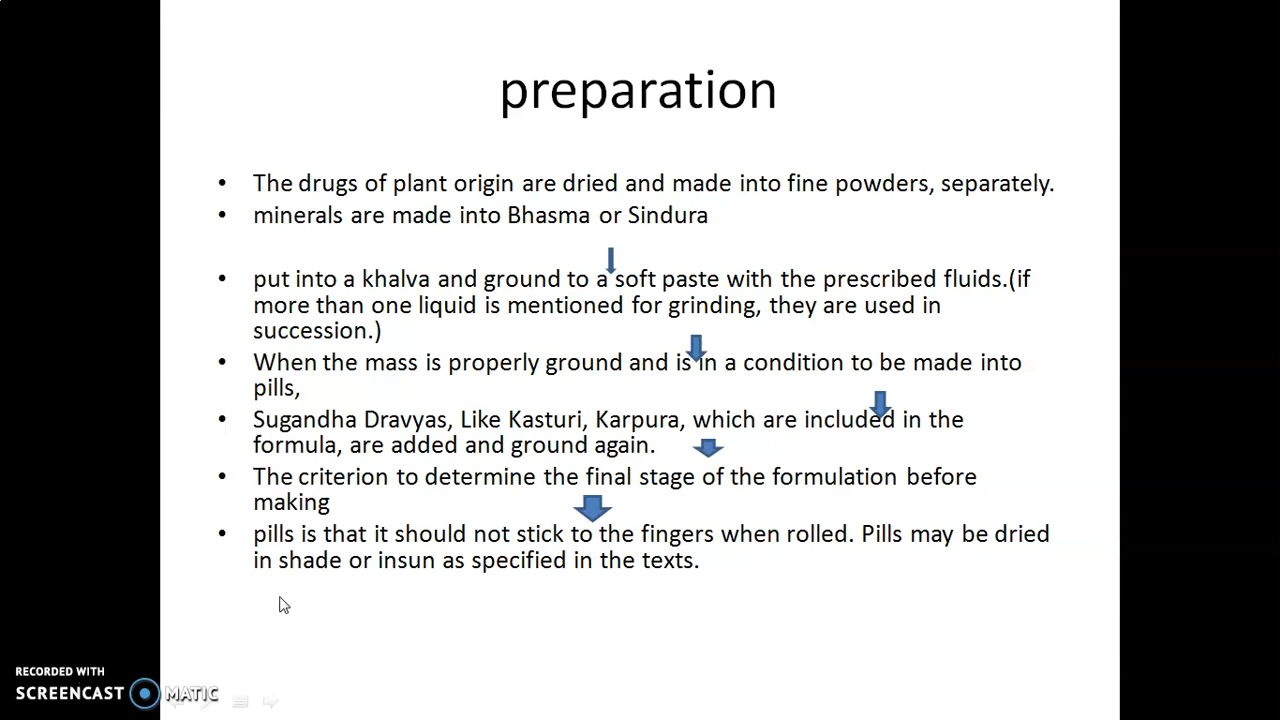 preparation
• The drugs of plant origin are dried and made into fine powders, separately.
• minerals are made into Bhasma or Sindura
• put into a khalva and ground to a soft paste with the prescribed fluids.(if
more than one liquid is mentioned for grinding, they are used in
succession.)
• When the mass is properly ground and is in a condition to be made into
pills,
• Sugandha Dravyas, Like Kasturi, Karpura, which are included in the
formula, are added and ground again.
• The criterion to determine the final stage of the formulation before
making
• pills is that it should not stick to the fingers when rolled. Pills may be dried
in shade or insun as specified in the texts.
RECORDED WITH
SCREENCAST MATIC